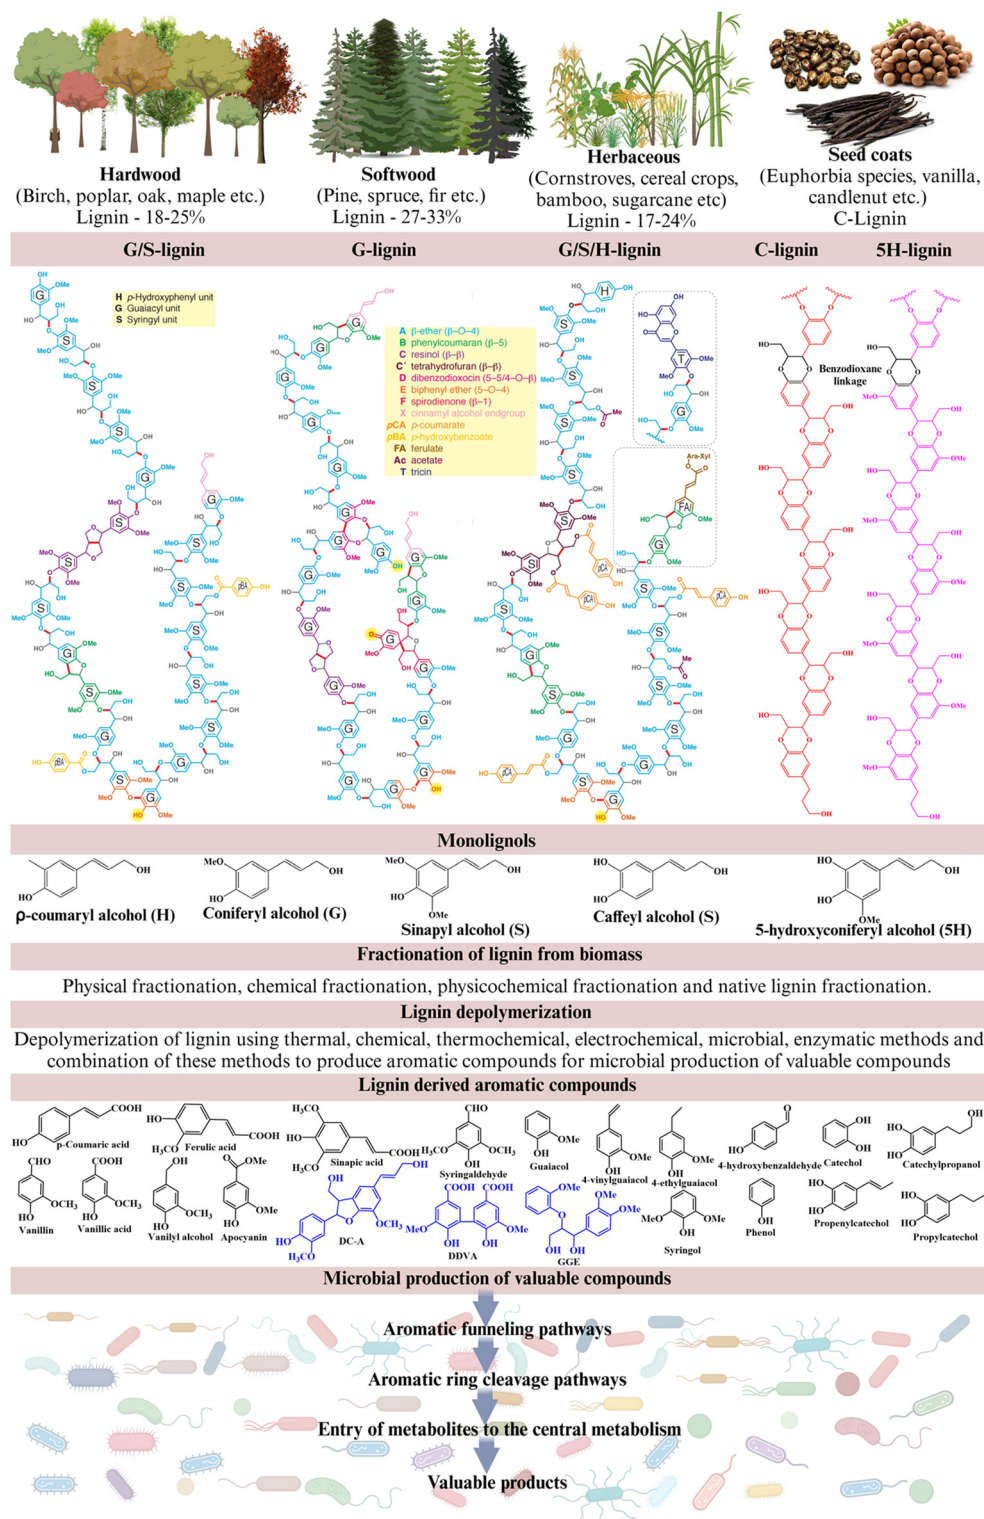 Hardwood
(Birch, poplar, oak, maple etc.)
Lignin - 18-25%
Softwood
(Pine, spruce, fir etc.)
Lignin - 27-33%
Herbaceous
(Cornstroves, cereal crops,
bamboo, sugarcane etc)
Lignin - 17-24%
Seed coats
(Euphorbia species, vanilla,
candlenut etc.)
C-Lignin
G/S-lignin
G-lignin
G/S/H-lignin
C-lignin
5H-lignin
H p-Hydroxyphenyl unit
G Guaiacyl unit
S Syringyl unit
A β-ether (β–O–4)
B phenylcoumaran (β–5)
C resinol (β–β)
C´ tetrahydrofuran (β–β)
D dibenzodioxocin (5–5/4–O–β)
E biphenyl ether (5–O–4)
F spirodienone (β–1)
X cinnamyl alcohol endgroup
pCA p-coumarate
pBA p-hydroxybenzoate
FA ferulate
Ac acetate
T tricin
Ara-Xyl
Benzodioxane
linkage
Monolignols
ρ-coumaryl alcohol (H)
Coniferyl alcohol (G)
Sinapyl alcohol (S)
Caffeyl alcohol (S)
5-hydroxyconiferyl alcohol (5H)
Fractionation of lignin from biomass
Physical fractionation, chemical fractionation, physicochemical fractionation and native lignin fractionation.
Lignin depolymerization
Depolymerization of lignin using thermal, chemical, thermochemical, electrochemical, microbial, enzymatic methods and
combination of these methods to produce aromatic compounds for microbial production of valuable compounds
Lignin derived aromatic compounds
p-Coumaric acid
Ferulic acid
Sinapic acid
Syringaldehyde
Guaiacol
4-vinylguaiacol
4-ethylguaiacol
4-hydroxybenzaldehyde
Catechol
Catechylpropanol
Vanillin
Vanillic acid
Vanilyl alcohol
Apocyanin
DC-A
DDVA
GGE
Syringol
Phenol
Propenylcatechol
Propylcatechol
Microbial production of valuable compounds
Aromatic funneling pathways
Aromatic ring cleavage pathways
Entry of metabolites to the central metabolism
Valuable products